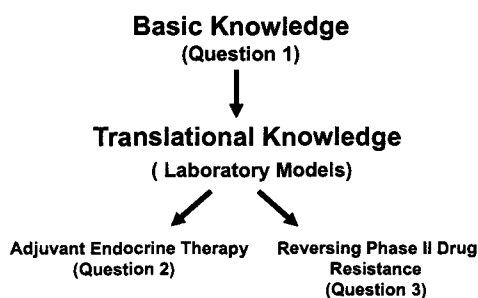 Basic Knowledge
(Question 1)
Translational Knowledge
( Laboratory Models)
Adjuvant Endocrine Therapy
(Question 2)
Reversing Phase II Drug
Resistance
(Question 3)